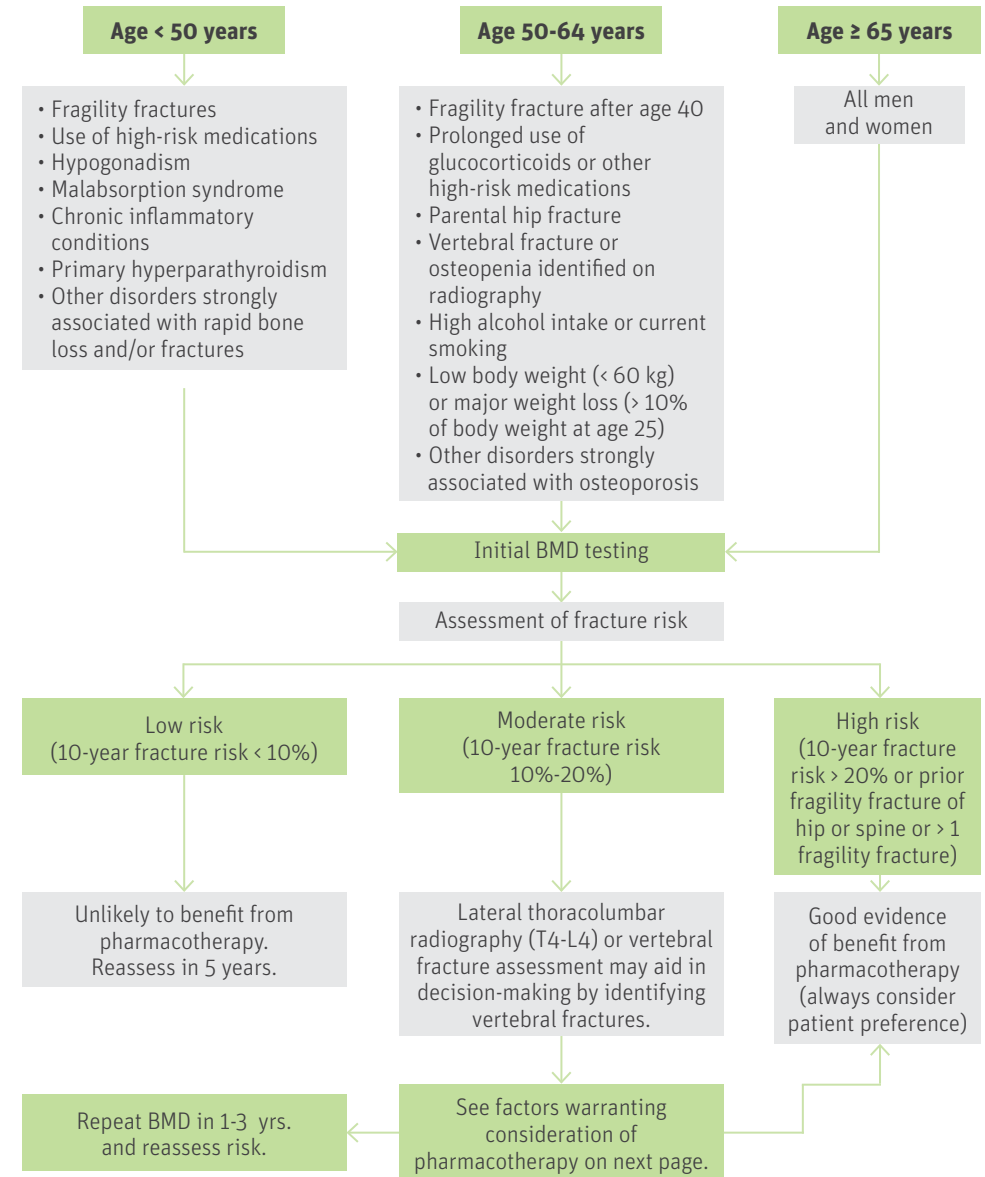 Age < 50 years
Age 50-64 years
Age ≥ 65 years
• Fragility fractures
• Use of high-risk medications
• Hypogonadism
• Malabsorption syndrome
• Chronic inflammatory
conditions
• Primary hyperparathyroidism
• Other disorders strongly
associated with rapid bone
loss and/or fractures
• Fragility fracture after age 40
• Prolonged use of
glucocorticoids or other
high-risk medications
• Parental hip fracture
• Vertebral fracture or
osteopenia identified on
radiography
• High alcohol intake or current
smoking
• Low body weight (< 60 kg)
or major weight loss (> 10%
of body weight at age 25)
• Other disorders strongly
associated with osteoporosis
All men
and women
Initial BMD testing
Assessment of fracture risk
Low risk
(10-year fracture risk < 10%)
Moderate risk
(10-year fracture risk
10%-20%)
High risk
(10-year fracture
risk > 20% or prior
fragility fracture of
hip or spine or > 1
fragility fracture)
Unlikely to benefit from
pharmacotherapy.
Reassess in 5 years.
Lateral thoracolumbar
radiography (T4-L4) or vertebral
fracture assessment may aid in
decision-making by identifying
vertebral fractures.
Good evidence
of benefit from
pharmacotherapy
(always consider
patient preference)
Repeat BMD in 1-3 yrs.
and reassess risk.
See factors warranting
consideration of
pharmacotherapy on next page.